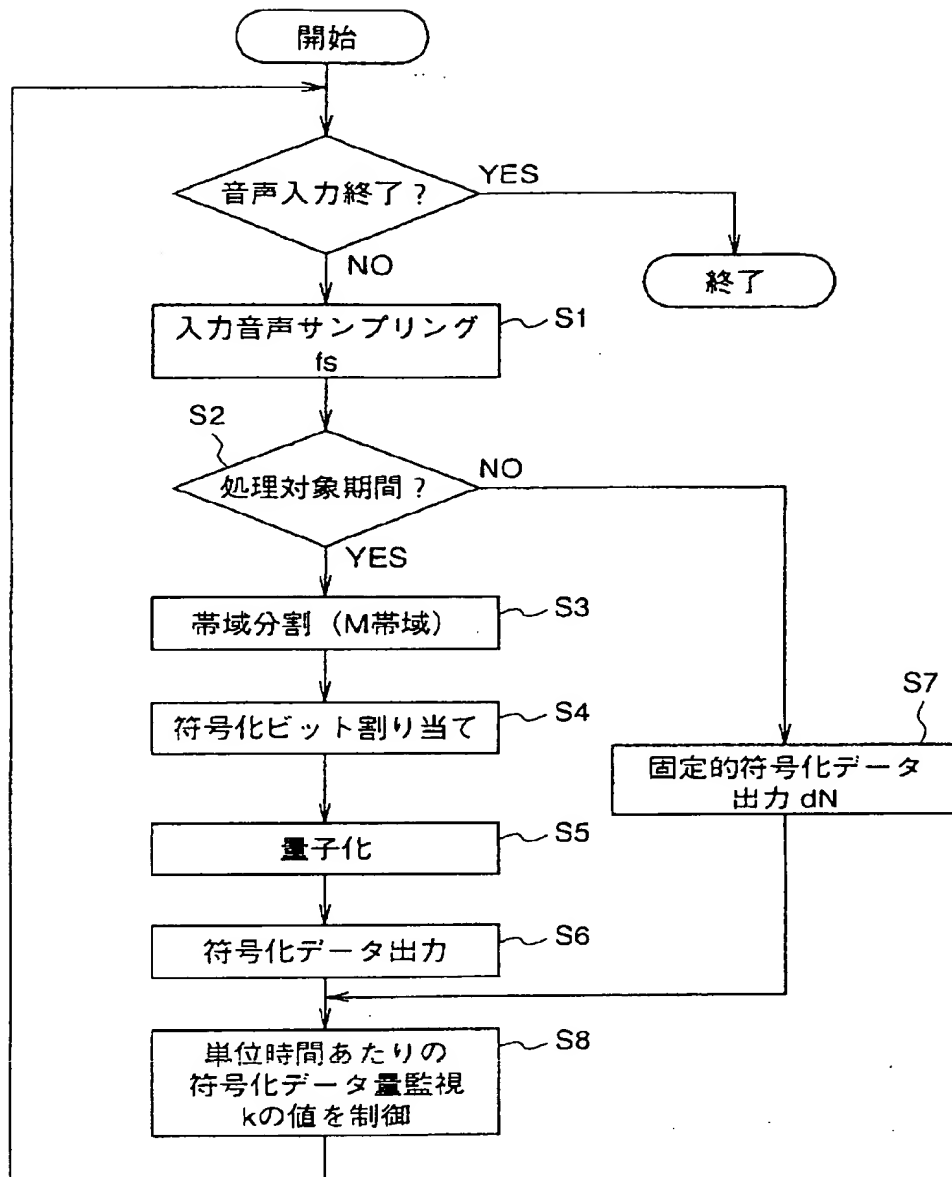 開始
音声入力終了？
YES
NO
終了
入力音声サンプリング
fs
S1
S2
処理対象期間？
NO
YES
帯域分割（M帯域）
S3
符号化ビット割り当て
S4
S7
固定的符号化データ
出力 dN
量子化
S5
符号化データ出力
S6
単位時間あたりの
符号化データ量監視
kの値を制御
S8